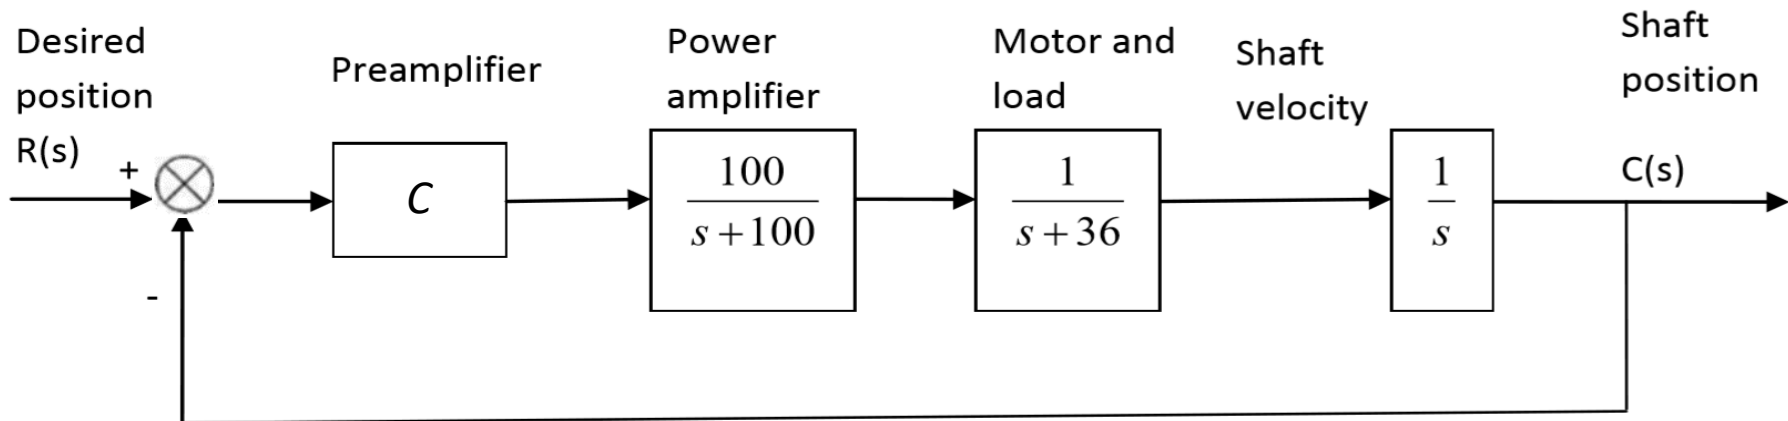 Desired
position
R(s)
+
-
Preamplifier
C
Power
amplifier
100
s+100
Motor and
load
1
s+36
Shaft
velocity
1
s
Shaft
position
C(s)